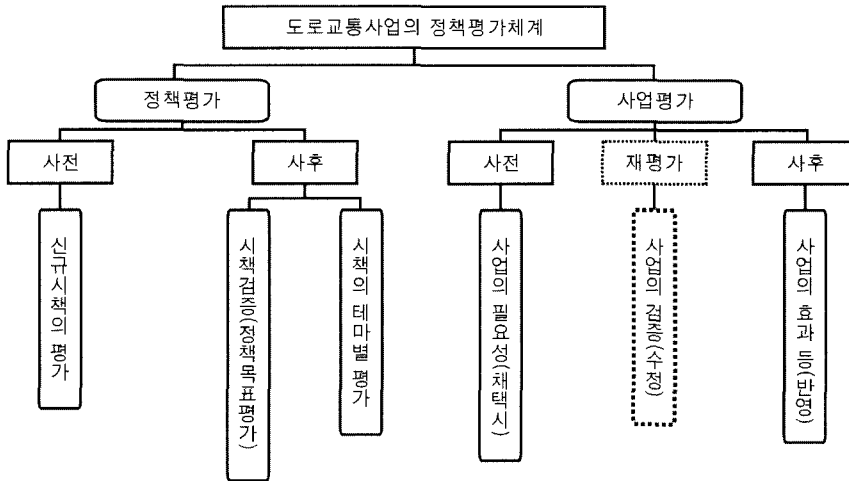 도로교통사업의 정책평가체계
정책평가
사업평가
사전
사후
사전
재평가
사후
신규시책의 평가
시책검증(정책목표평가)
시책의 테마별 평가
사업의 필요성(채택시)
사업의 검증(수정)
사업의 효과 등(반영)